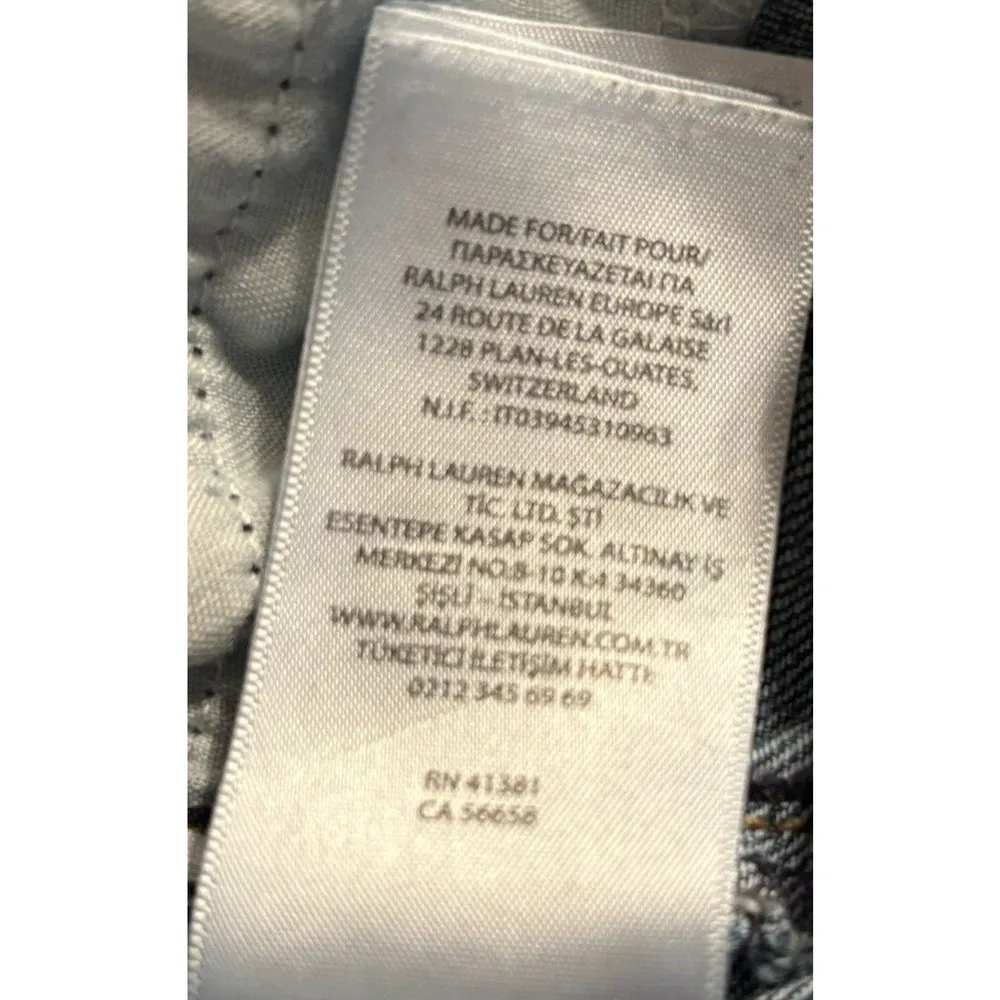 MADE FOR/FAIT POUR/
ΠΑΡΑΣΚΕΥΑΖΕΤΑΙ ΓΙΑ
RALPH LAUREN EUROPE Sàrl
24 ROUTE DE LA GALAISE
1228 PLAN-LES-OUATES,
SWITZERLAND
N.I.F. : IT03945310963
RALPH LAUREN MAĞAZACILIK VE
TİC. LTD. ŞTİ
ESENTEPE KASAP SOK. ALTINAY İŞ
MERKEZİ NO.8-10 K:4 34360
ŞİŞLİ – İSTANBUL
WWW.RALPHLAUREN.COM.TR
TÜKETİCİ İLETİŞİM HATTI:
0212 345 69 69
RN 41381
CA 56658